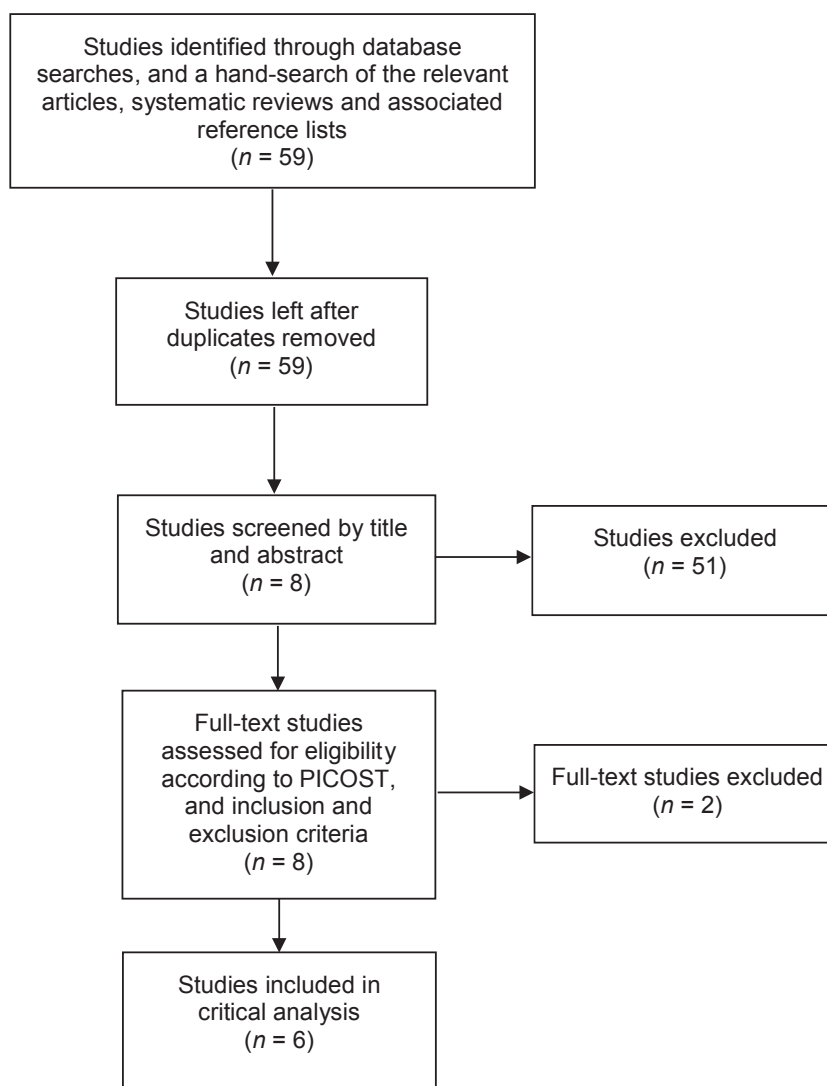 Studies identified through database
searches, and a hand-search of the relevant
articles, systematic reviews and associated
reference lists
(n = 59)
Studies left after
duplicates removed
(n = 59)
Studies screened by title
and abstract
(n = 8)
Studies excluded
(n = 51)
Full-text studies
assessed for eligibility
according to PICOST,
and inclusion and
exclusion criteria
(n = 8)
Full-text studies excluded
(n = 2)
Studies included in
critical analysis
(n = 6)